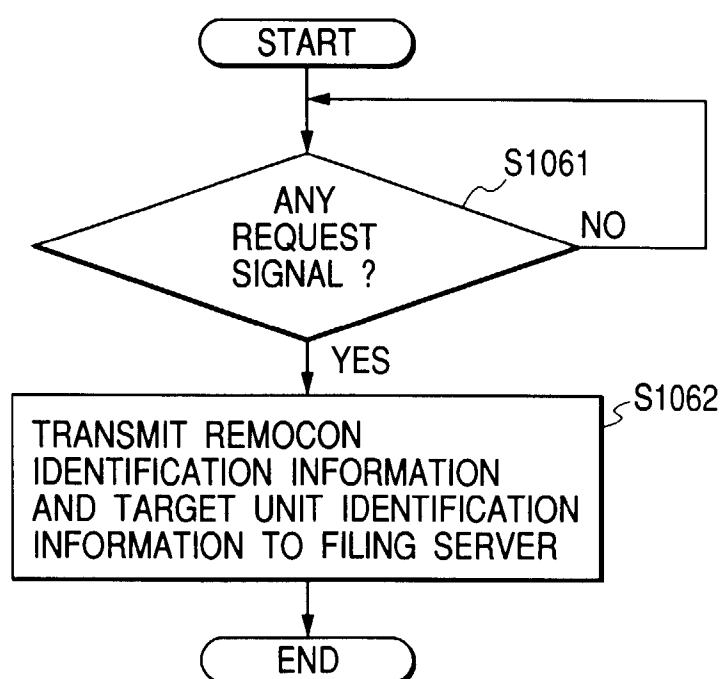 START
S1061
ANY
REQUEST
SIGNAL ?
NO
YES
S1062
TRANSMIT REMOCON
IDENTIFICATION INFORMATION
AND TARGET UNIT IDENTIFICATION
INFORMATION TO FILING SERVER
END